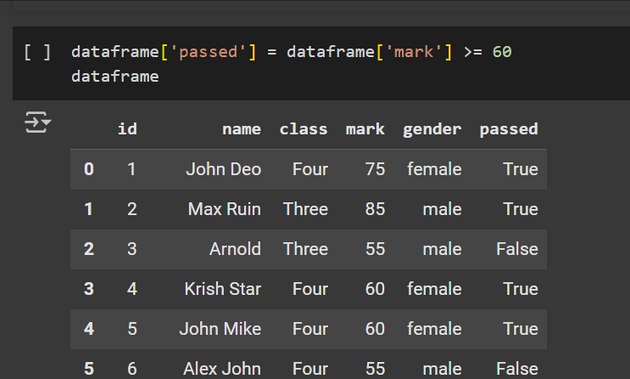 [ ] dataframe['passed'] = dataframe['mark'] >= 60
dataframe
id name class mark gender passed
0 1 John Deo Four 75 female True
1 2 Max Ruin Three 85 male True
2 3 Arnold Three 55 male False
3 4 Krish Star Four 60 female True
4 5 John Mike Four 60 female True
5 6 Alex John Four 55 male False